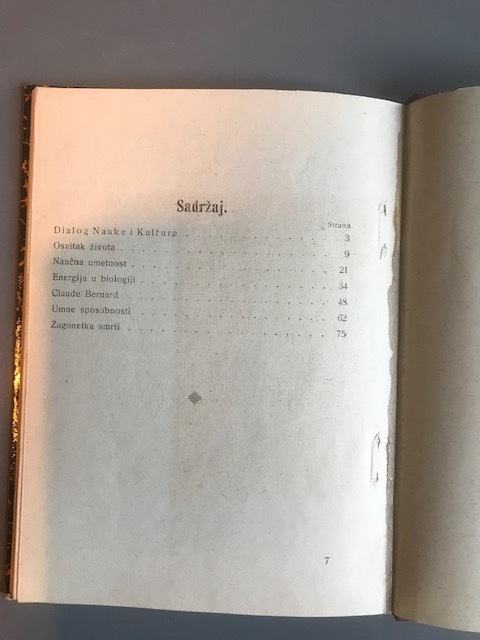 Sadržaj.
Strana
Dialog Nauke i Kulture . . . . . . . . . . . . 3
Osvitak života . . . . . . . . . . . . . . . . 9
Naučna umetnost . . . . . . . . . . . . . . . 21
Energija u biologiji . . . . . . . . . . . . . . 34
Claude Bernard . . . . . . . . . . . . . . . . 48
Umne sposobnosti . . . . . . . . . . . . . . 62
Zagonetka smrti . . . . . . . . . . . . . . . 75
7